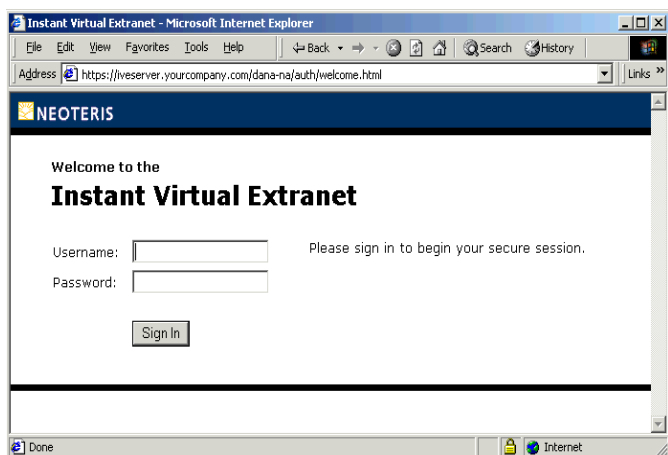 Instant Virtual Extranet - Microsoft Internet Explorer
File Edit View Favorites Tools Help Back Search History
Address https://iveserver.yourcompany.com/dana-na/auth/welcome.html Links »
NEOTERIS
Welcome to the
Instant Virtual Extranet
Username: Please sign in to begin your secure session.
Password:
Sign In
Done Internet